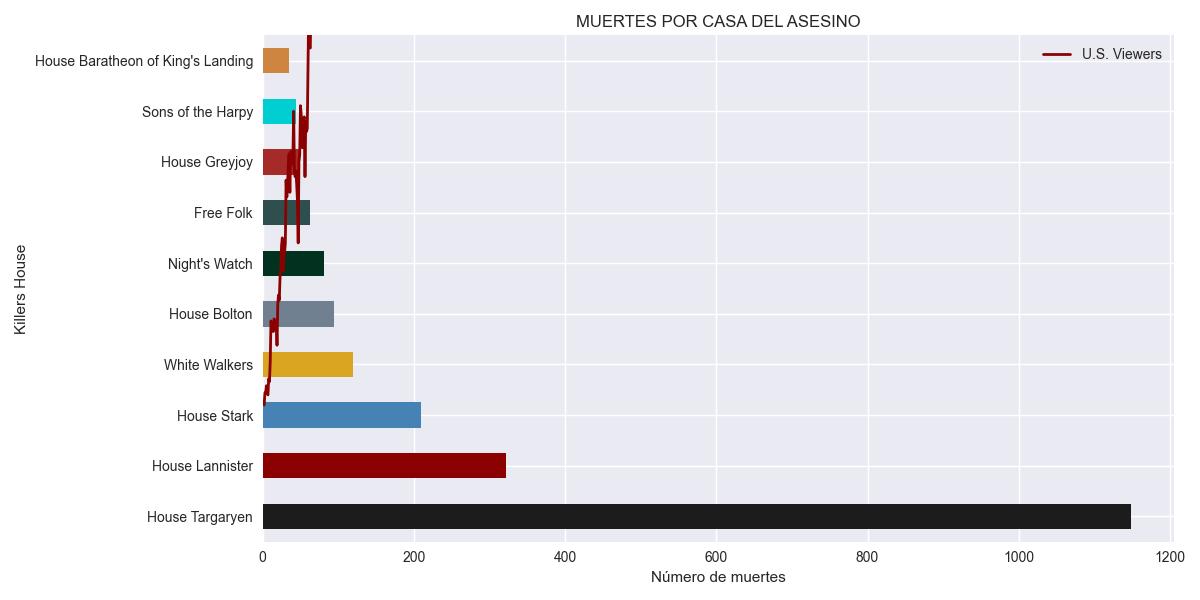 MUERTES POR CASA DEL ASESINO
U.S. Viewers
Killers House
House Baratheon of King's Landing
Sons of the Harpy
House Greyjoy
Free Folk
Night's Watch
House Bolton
White Walkers
House Stark
House Lannister
House Targaryen
0 200 400 600 800 1000 1200
Número de muertes